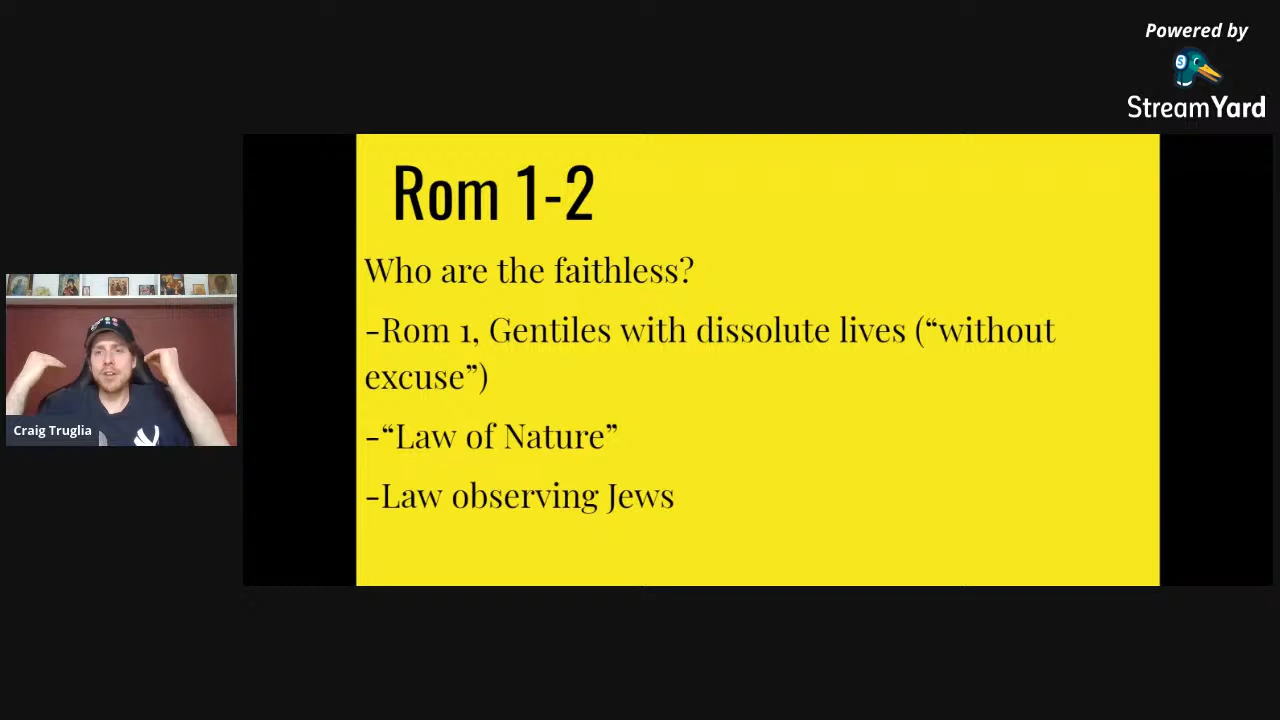 Powered by
StreamYard
Rom 1-2
Who are the faithless?
-Rom 1, Gentiles with dissolute lives (“without
excuse”)
-“Law of Nature”
-Law observing Jews
Craig Truglia